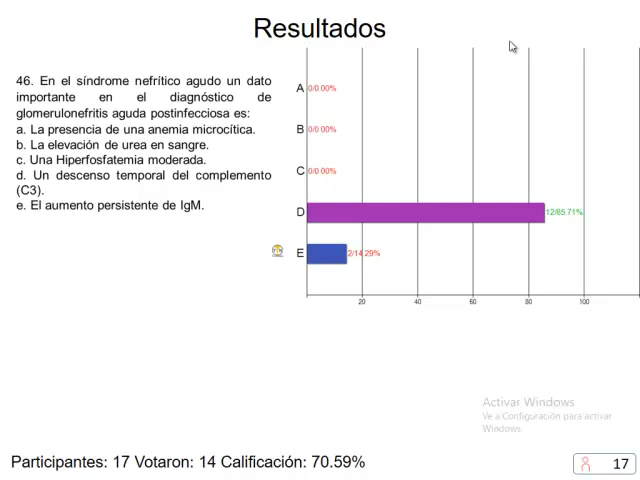 Resultados
46. En el síndrome nefrítico agudo un dato
importante en el diagnóstico de
glomerulonefritis aguda postinfecciosa es:
a. La presencia de una anemia microcítica.
b. La elevación de urea en sangre.
c. Una Hiperfosfatemia moderada.
d. Un descenso temporal del complemento
(C3).
e. El aumento persistente de IgM.
A 0/0.00%
B 0/0.00%
C 0/0.00%
D 12/85.71%
E 2/14.29%
20 40 60 80 100
Activar Windows
Ve a Configuración para activar
Windows.
Participantes: 17 Votaron: 14 Calificación: 70.59%
17